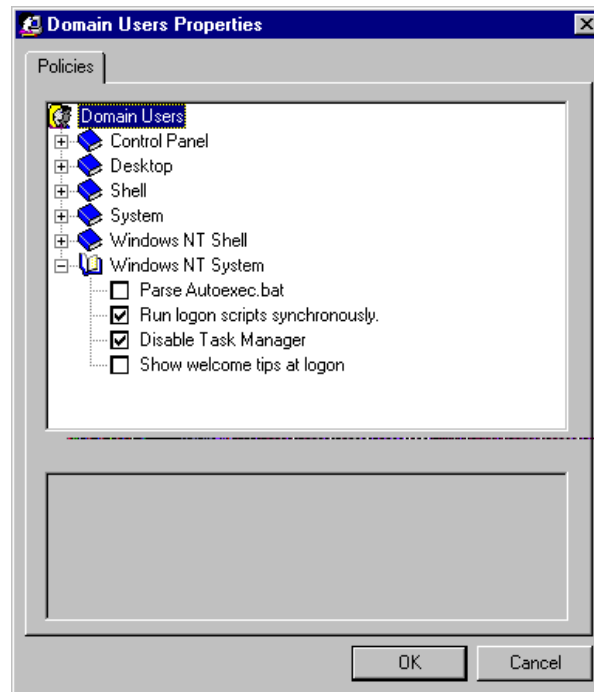 Domain Users Properties
Policies
Domain Users
Control Panel
Desktop
Shell
System
Windows NT Shell
Windows NT System
Parse Autoexec.bat
Run logon scripts synchronously.
Disable Task Manager
Show welcome tips at logon
OK Cancel